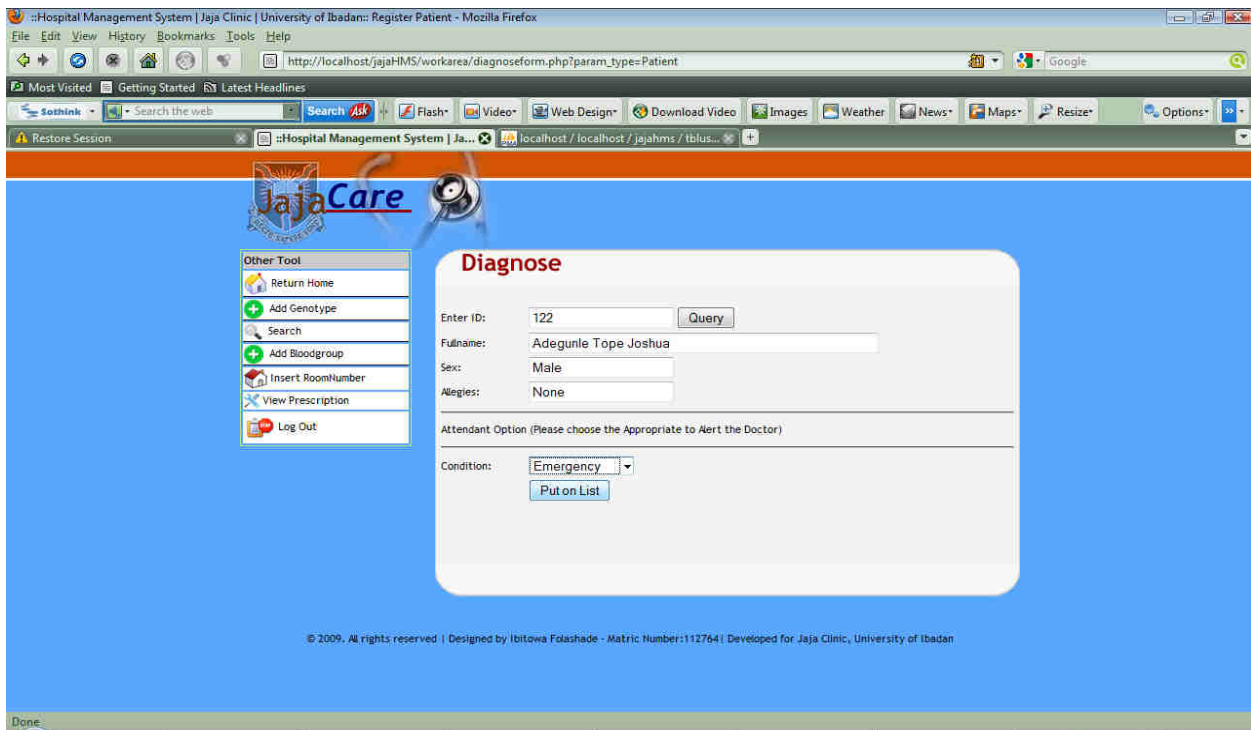 ::Hospital Management System | Jaja Clinic | University of Ibadan:: Register Patient - Mozilla Firefox
File Edit View History Bookmarks Tools Help
http://localhost/jajaHMS/workarea/diagnoseform.php?param_type=Patient Google
Most Visited Getting Started Latest Headlines
Sothink Search the web Search Ask Flash Video Web Design Download Video Images Weather News Maps Resize Options
Restore Session ::Hospital Management System | Ja... localhost / localhost / jajahms / tblus...
JajaCare
Other Tool
Return Home
Add Genotype
Search
Add Bloodgroup
Insert RoomNumber
View Prescription
Log Out
Diagnose
Enter ID: 122 Query
Fullname: Adegunle Tope Joshua
Sex: Male
Allegies: None
Attendant Option (Please choose the Appropriate to Alert the Doctor)
Condition: Emergency
Put on List
© 2009. All rights reserved | Designed by Ibitowa Folashade - Matric Number:112764| Developed for Jaja Clinic, University of Ibadan
Done